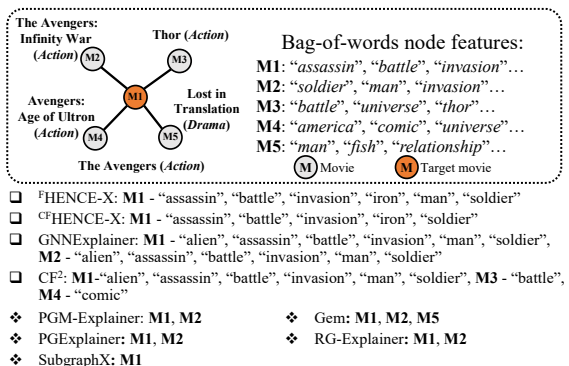 The Avengers:
Infinity War
(Action)
Thor (Action)
M2
M3
M1
Avengers:
Age of Ultron
(Action)
Lost in
Translation
(Drama)
M4
M5
The Avengers (Action)
Bag-of-words node features:
M1: “assassin”, “battle”, “invasion”…
M2: “soldier”, “man”, “invasion”…
M3: “battle”, “universe”, “thor”…
M4: “america”, “comic”, “universe”…
M5: “man”, “fish”, “relationship”…
M Movie M Target movie
❑ ᶠHENCE-X: M1 - “assassin”, “battle”, “invasion”, “iron”, “man”, “soldier”
❑ ᶜᶠHENCE-X: M1 - “assassin”, “battle”, “invasion”, “iron”, “soldier”
❑ GNNExplainer: M1 - “alien”, “assassin”, “battle”, “invasion”, “man”, “soldier”,
M2 - “alien”, “assassin”, “battle”, “invasion”, “man”, “soldier”
❑ CF²: M1-“alien”, “assassin”, “battle”, “invasion”, “man”, “soldier”, M3 - “battle”,
M4 - “comic”
❖ PGM-Explainer: M1, M2 ❖ Gem: M1, M2, M5
❖ PGExplainer: M1, M2 ❖ RG-Explainer: M1, M2
❖ SubgraphX: M1